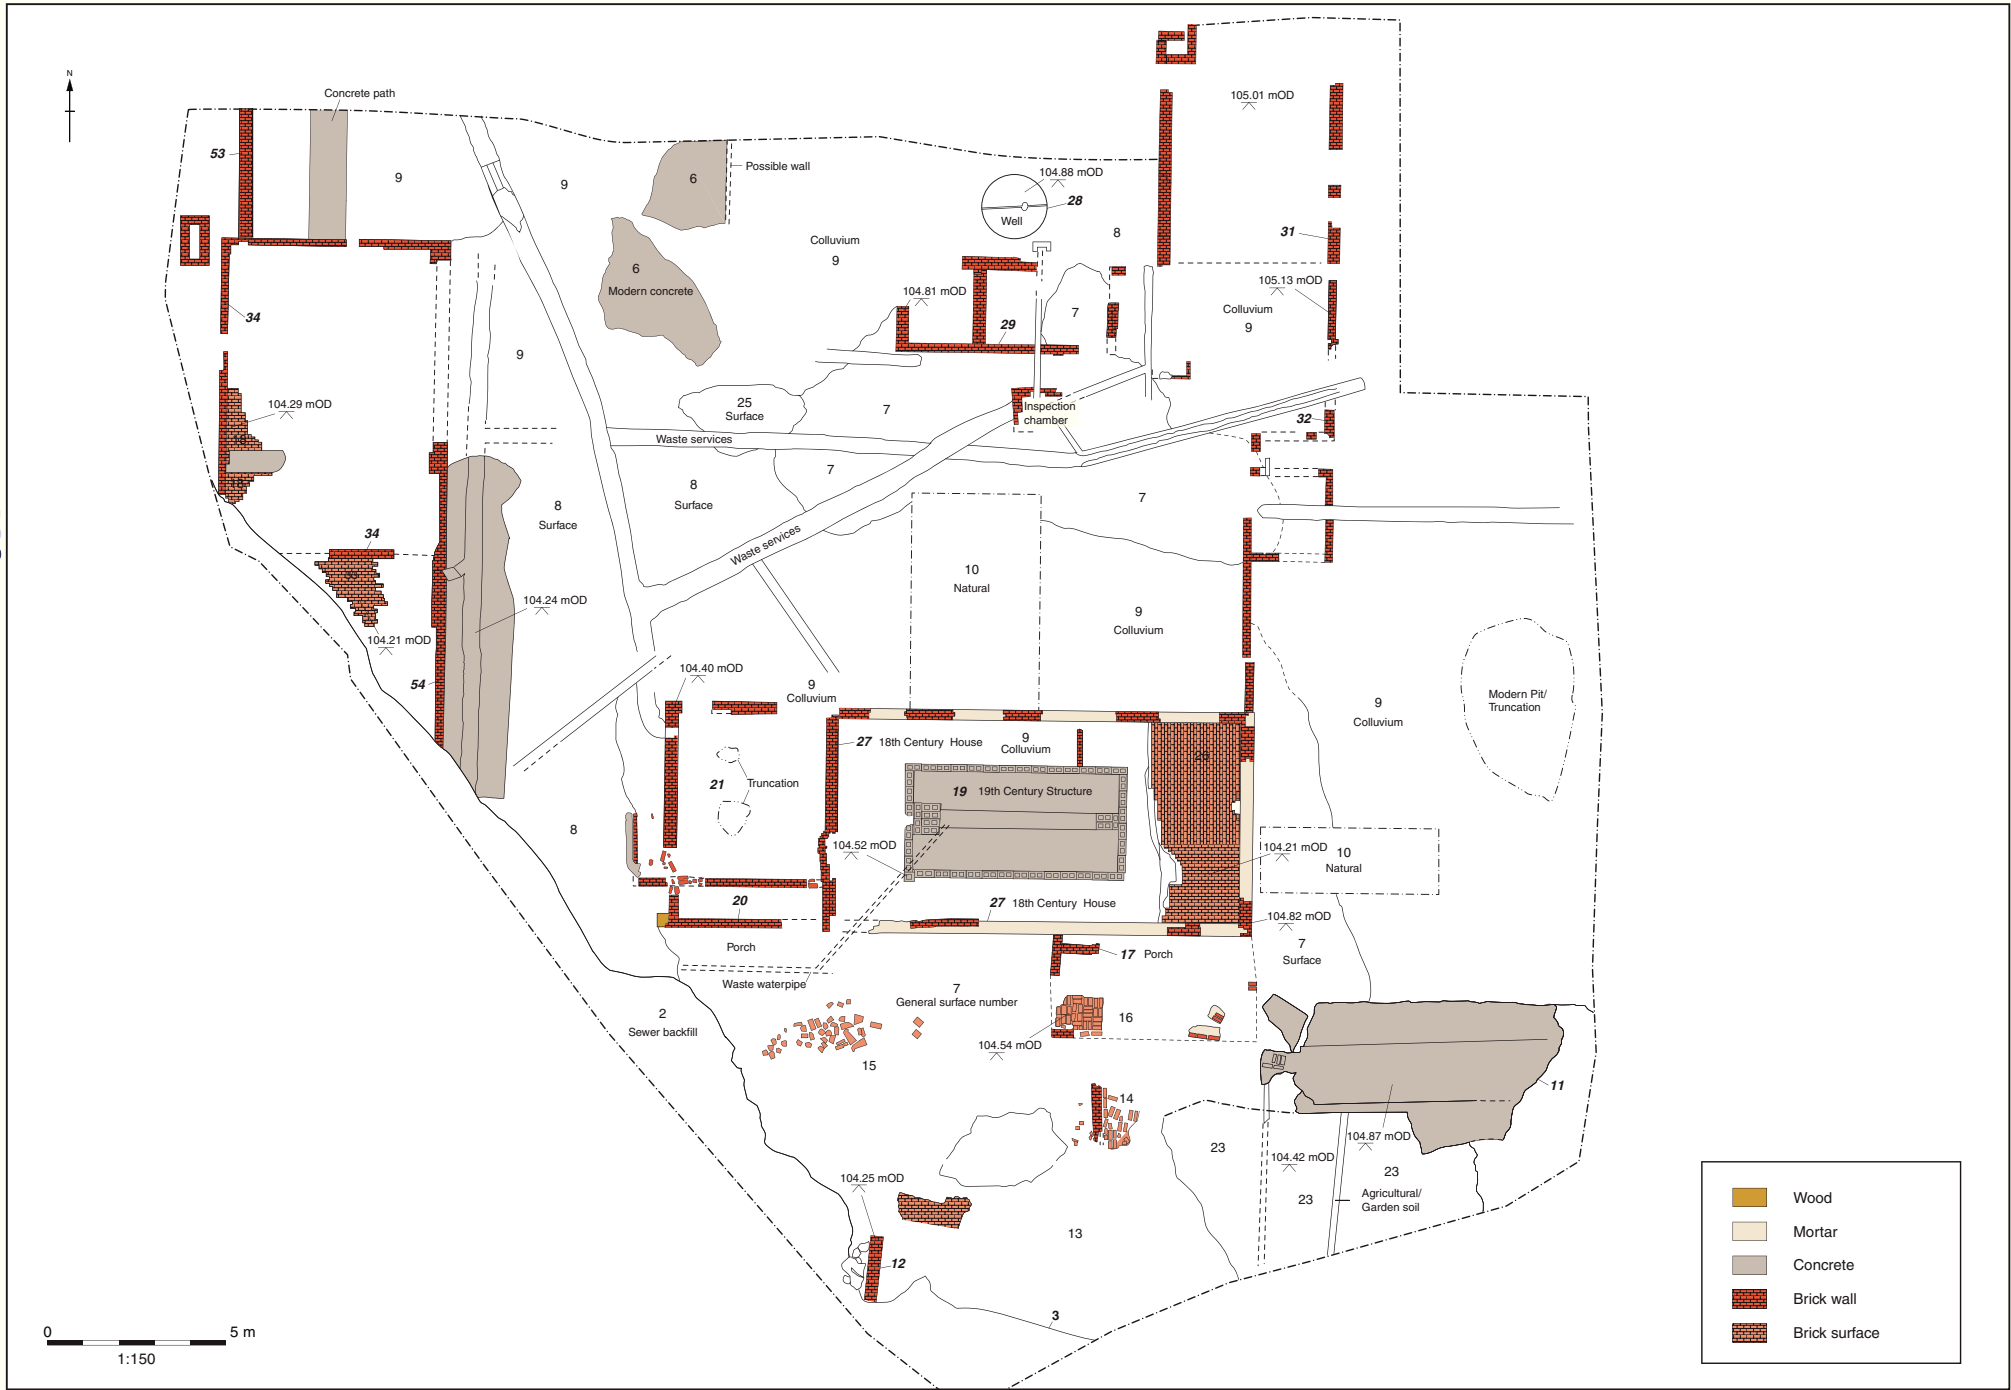 N
Concrete path
105.01 mOD
53
9
9
6
Possible wall
104.88 mOD
28
Well
8
31
Colluvium
9
6
Modern concrete
105.13 mOD
104.81 mOD
Colluvium
9
34
29
7
9
104.29 mOD
25
Surface
7
Inspection
chamber
32
Waste services
7
8
Surface
8
Surface
7
34
Waste services
10
Natural
104.24 mOD
9
Colluvium
104.21 mOD
104.40 mOD
54
9
Colluvium
9
Colluvium
Modern Pit/
Truncation
27 18th Century House
9
Colluvium
21
Truncation
19 19th Century Structure
8
104.52 mOD
104.21 mOD
10
Natural
20
27 18th Century House
104.82 mOD
Porch
17 Porch
7
Surface
Waste waterpipe
7
General surface number
2
Sewer backfill
16
104.54 mOD
15
11
14
104.87 mOD
23
104.42 mOD
23
104.25 mOD
23
Agricultural/
Garden soil
13
12
3
0 5 m
1:150
Wood
Mortar
Concrete
Brick wall
Brick surface